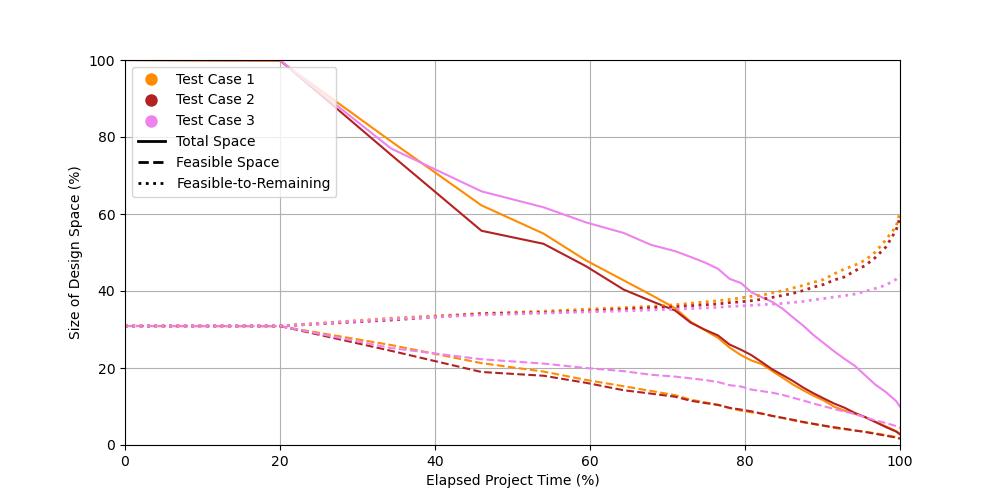 100
80
60
40
20
0
Size of Design Space (%)
Test Case 1
Test Case 2
Test Case 3
Total Space
Feasible Space
Feasible-to-Remaining
0 20 40 60 80 100
Elapsed Project Time (%)